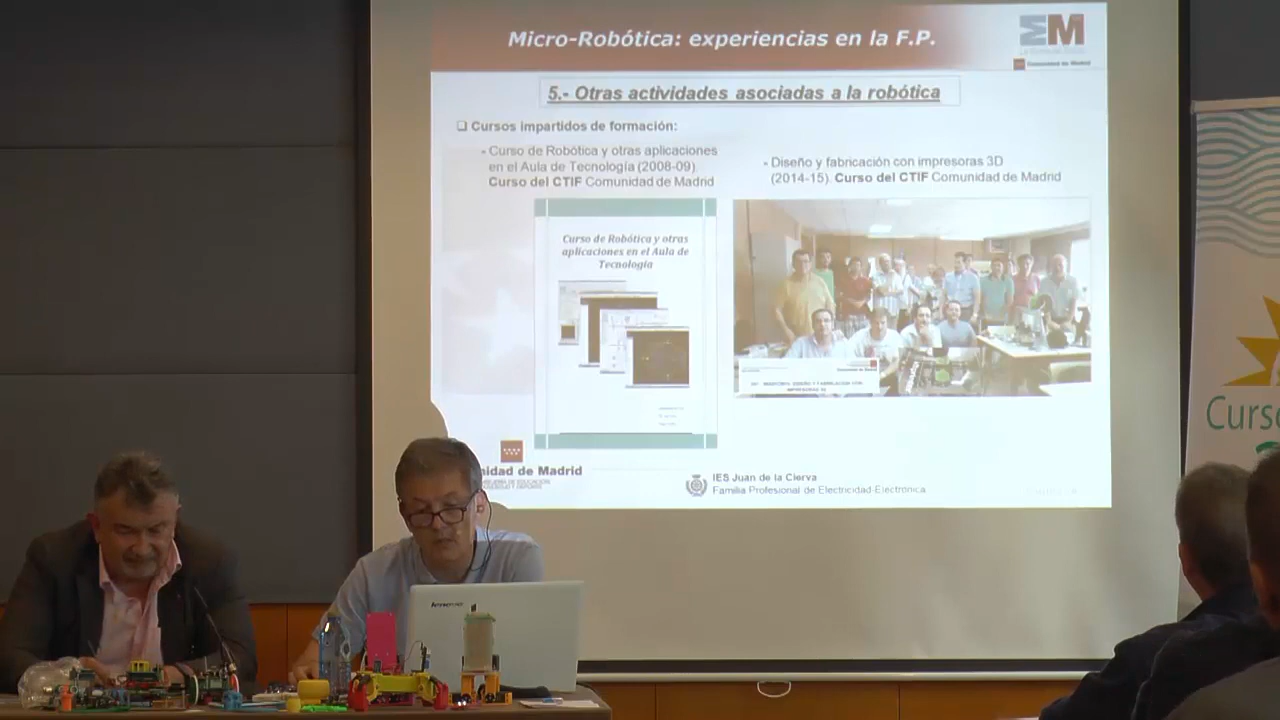 Micro-Robótica: experiencias en la F.P.
EM
Comunidad de Madrid
5.- Otras actividades asociadas a la robótica
❑ Cursos impartidos de formación:
- Curso de Robótica y otras aplicaciones
en el Aula de Tecnología (2008-09).
Curso del CTIF Comunidad de Madrid
- Diseño y fabricación con impresoras 3D
(2014-15). Curso del CTIF Comunidad de Madrid
Curso de Robótica y otras
aplicaciones en el Aula de
Tecnología
nidad de Madrid
IES Juan de la Cierva
Familia Profesional de Electricidad-Electrónica
lenovo
Curso